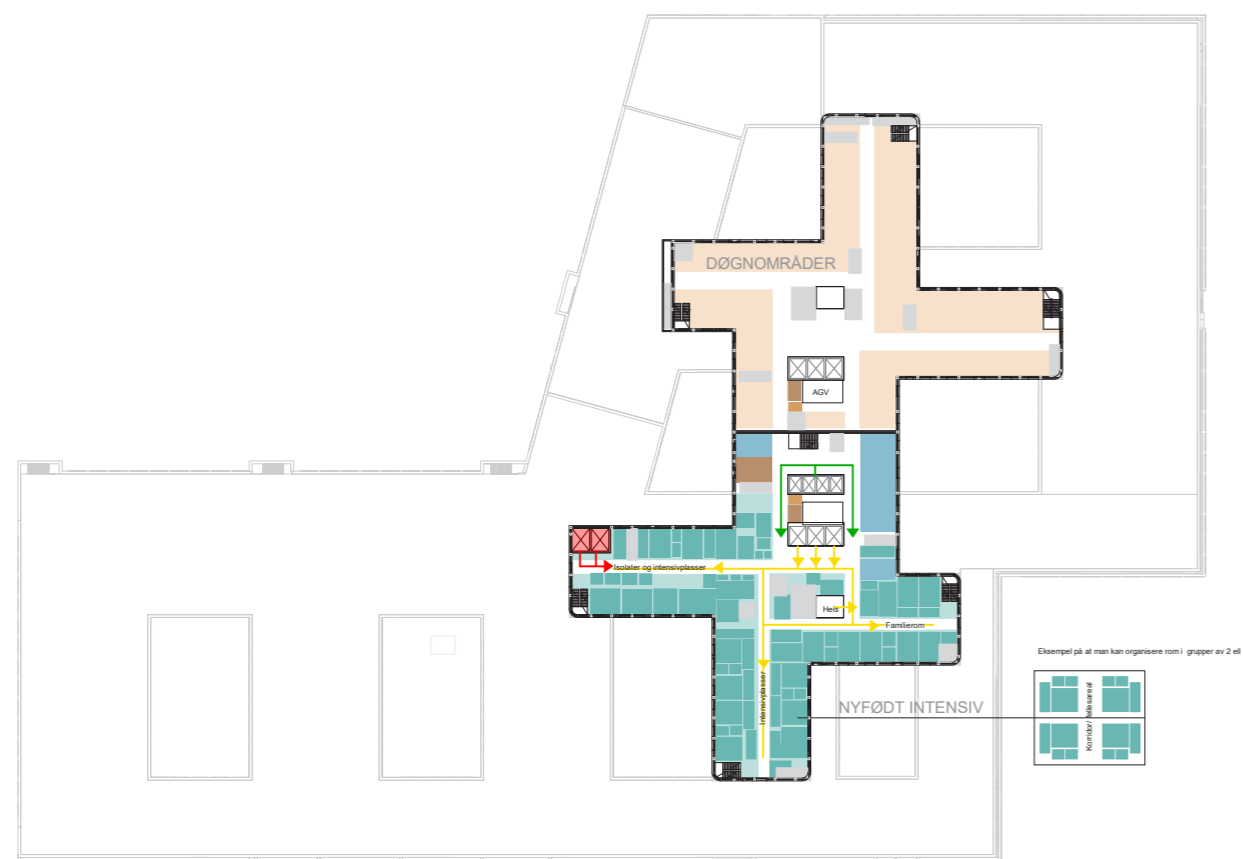 DØGNOMRÅDER
AGV
Isolater og intensivplasser
Heis
Familierom
Eksempel på at man kan organisere rom i grupper av 2 ell
Intensivplasser
NYFØDT INTENSIV
Korridor/ fellesareal